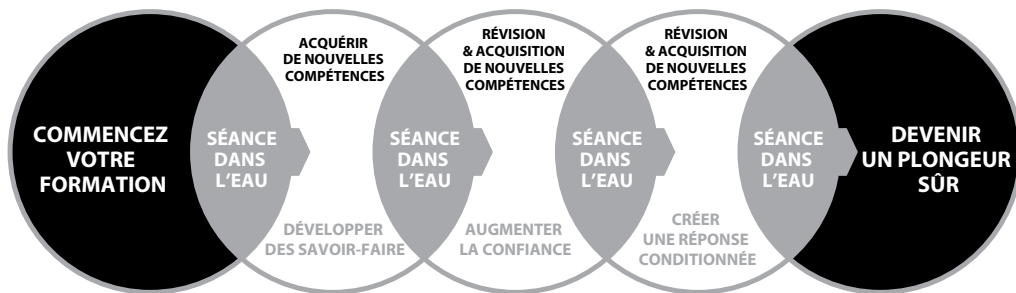 COMMENCEZ
VOTRE
FORMATION
SÉANCE
DANS
L'EAU
ACQUÉRIR
DE NOUVELLES
COMPÉTENCES
DÉVELOPPER
DES SAVOIR-FAIRE
SÉANCE
DANS
L'EAU
RÉVISION
& ACQUISITION
DE NOUVELLES
COMPÉTENCES
AUGMENTER
LA CONFIANCE
SÉANCE
DANS
L'EAU
RÉVISION
& ACQUISITION
DE NOUVELLES
COMPÉTENCES
CRÉER
UNE RÉPONSE
CONDITIONNÉE
SÉANCE
DANS
L'EAU
DEVENIR
UN PLONGEUR
SÛR